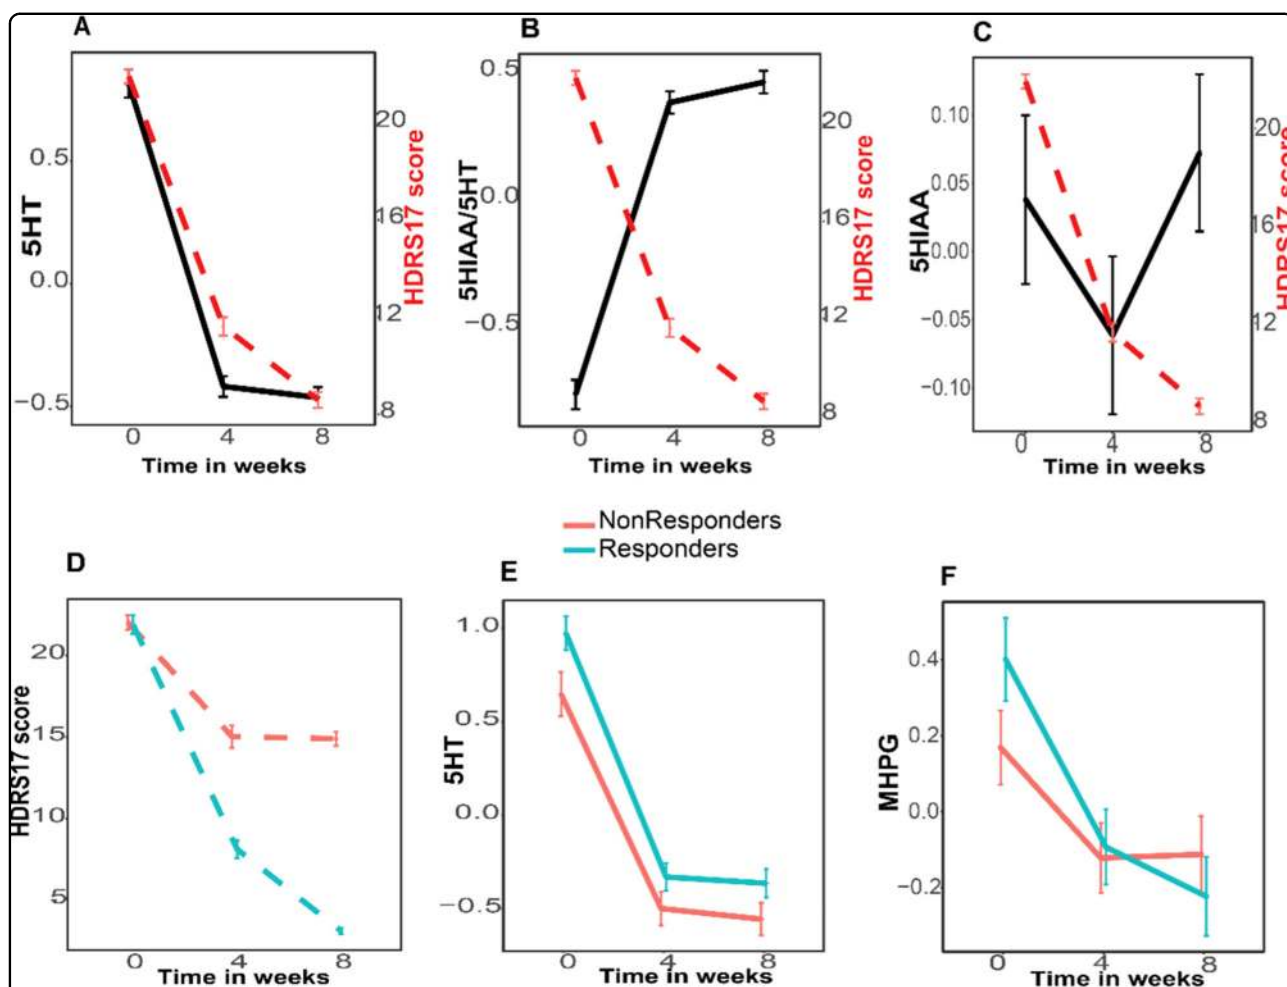 A
5HT
0.5
0.0
−0.5
20
16
12
8
HDRS17 score
0 4 8
Time in weeks
B
5HIAA/5HT
0.5
0.0
−0.5
20
16
12
8
HDRS17 score
0 4 8
Time in weeks
C
5HIAA
0.10
0.05
0.00
−0.05
−0.10
20
16
12
8
HDRS17 score
0 4 8
Time in weeks
NonResponders
Responders
D
HDRS17 score
20
15
10
5
0 4 8
Time in weeks
E
5HT
1.0
0.5
0.0
−0.5
0 4 8
Time in weeks
F
MHPG
0.4
0.2
0.0
−0.2
0 4 8
Time in weeks